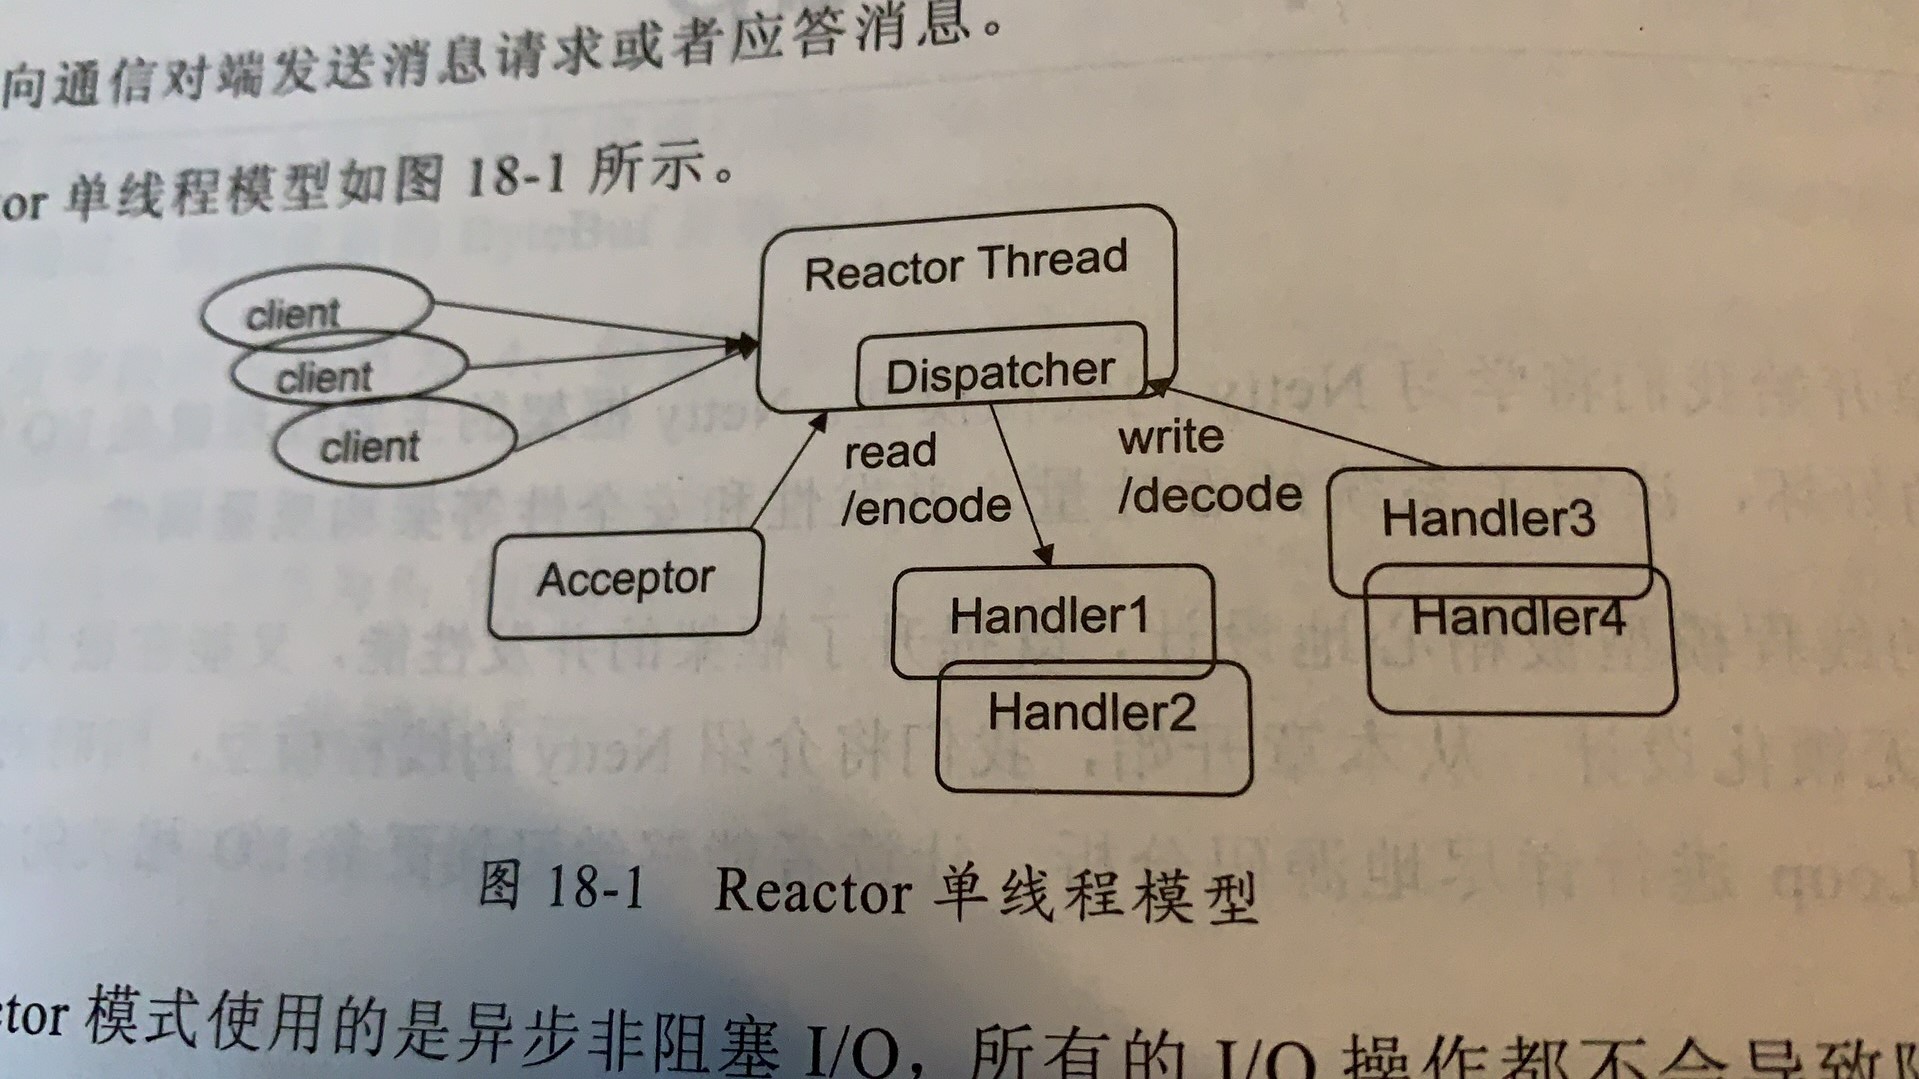 向通信对端发送消息请求或者应答消息。
or 单线程模型如图 18-1 所示。
Reactor Thread
client
client
client
Dispatcher
read
/encode
write
/decode
Acceptor
Handler1
Handler2
Handler3
Handler4
图 18-1 Reactor 单线程模型
tor 模式使用的是异步非阻塞 I/O，所有的 I/O 操作都不会导致